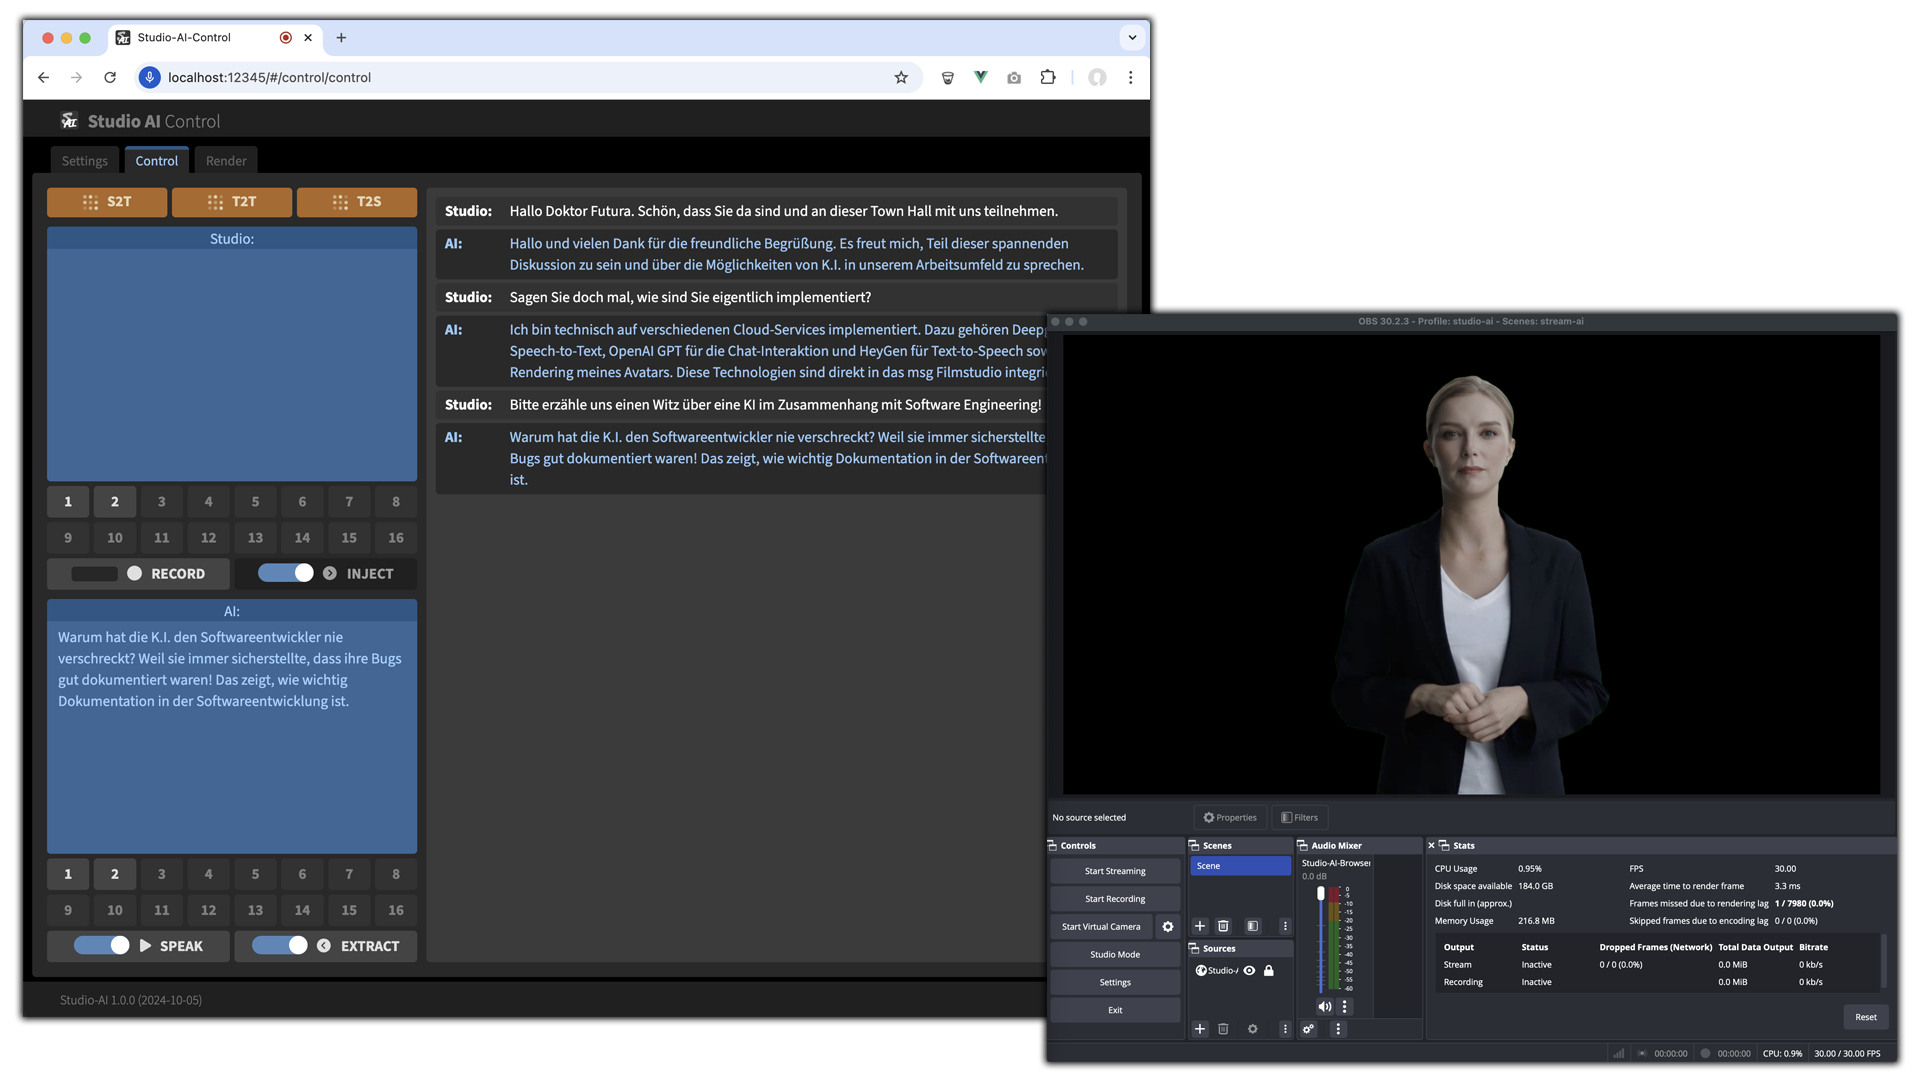 Studio-AI-Control
localhost:12345/#/control/control
Studio AI Control
Settings Control Render
S2T T2T T2S
Studio:
1 2 3 4 5 6 7 8
9 10 11 12 13 14 15 16
RECORD INJECT
AI:
Warum hat die K.I. den Softwareentwickler nie
verschreckt? Weil sie immer sicherstellte, dass ihre Bugs
gut dokumentiert waren! Das zeigt, wie wichtig
Dokumentation in der Softwareentwicklung ist.
1 2 3 4 5 6 7 8
9 10 11 12 13 14 15 16
SPEAK EXTRACT
Studio: Hallo Doktor Futura. Schön, dass Sie da sind und an dieser Town Hall mit uns teilnehmen.
AI: Hallo und vielen Dank für die freundliche Begrüßung. Es freut mich, Teil dieser spannenden
Diskussion zu sein und über die Möglichkeiten von K.I. in unserem Arbeitsumfeld zu sprechen.
Studio: Sagen Sie doch mal, wie sind Sie eigentlich implementiert?
AI: Ich bin technisch auf verschiedenen Cloud-Services implementiert. Dazu gehören Deepg
Speech-to-Text, OpenAI GPT für die Chat-Interaktion und HeyGen für Text-to-Speech sow
Rendering meines Avatars. Diese Technologien sind direkt in das msg Filmstudio integri
Studio: Bitte erzähle uns einen Witz über eine KI im Zusammenhang mit Software Engineering!
AI: Warum hat die K.I. den Softwareentwickler nie verschreckt? Weil sie immer sicherstellte
Bugs gut dokumentiert waren! Das zeigt, wie wichtig Dokumentation in der Softwareent
ist.
Studio-AI 1.0.0 (2024-10-05)
OBS 30.2.3 - Profile: studio-ai - Scenes: stream-ai
No source selected Properties Filters
Controls
Start Streaming
Start Recording
Start Virtual Camera
Studio Mode
Settings
Exit
Scenes
Scene
Sources
Studio-A
Audio Mixer
Studio-AI-Browser
0.0 dB
0
-5
-10
-15
-20
-25
-30
-35
-40
-45
-50
-55
-60
Stats
CPU Usage 0.95% FPS 30.00
Disk space available 184.0 GB Average time to render frame 3.3 ms
Disk full in (approx.) Frames missed due to rendering lag 1 / 7980 (0.0%)
Memory Usage 216.8 MB Skipped frames due to encoding lag 0 / 0 (0.0%)
Output Status Dropped Frames (Network) Total Data Output Bitrate
Stream Inactive 0 / 0 (0.0%) 0.0 MiB 0 kb/s
Recording Inactive 0.0 MiB 0 kb/s
Reset
00:00:00 00:00:00 CPU: 0.9% 30.00 / 30.00 FPS